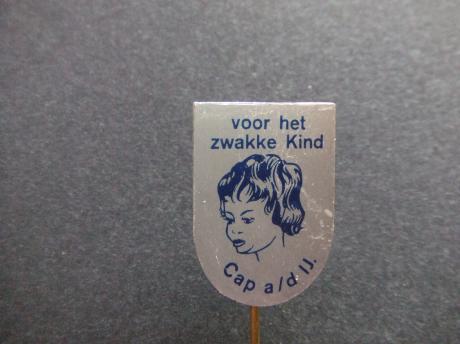 voor het
zwakke Kind
Cap a/d IJ.